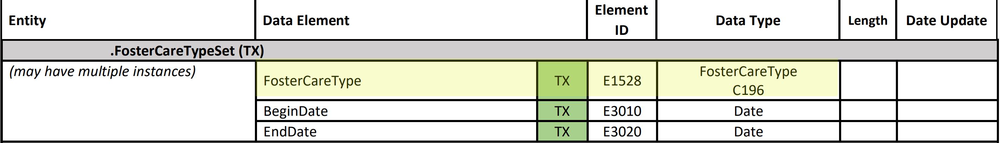 Entity Data Element Element ID Data Type Length Date Update
.FosterCareTypeSet (TX)
(may have multiple instances) FosterCareType TX E1528 FosterCareType C196
BeginDate TX E3010 Date
EndDate TX E3020 Date